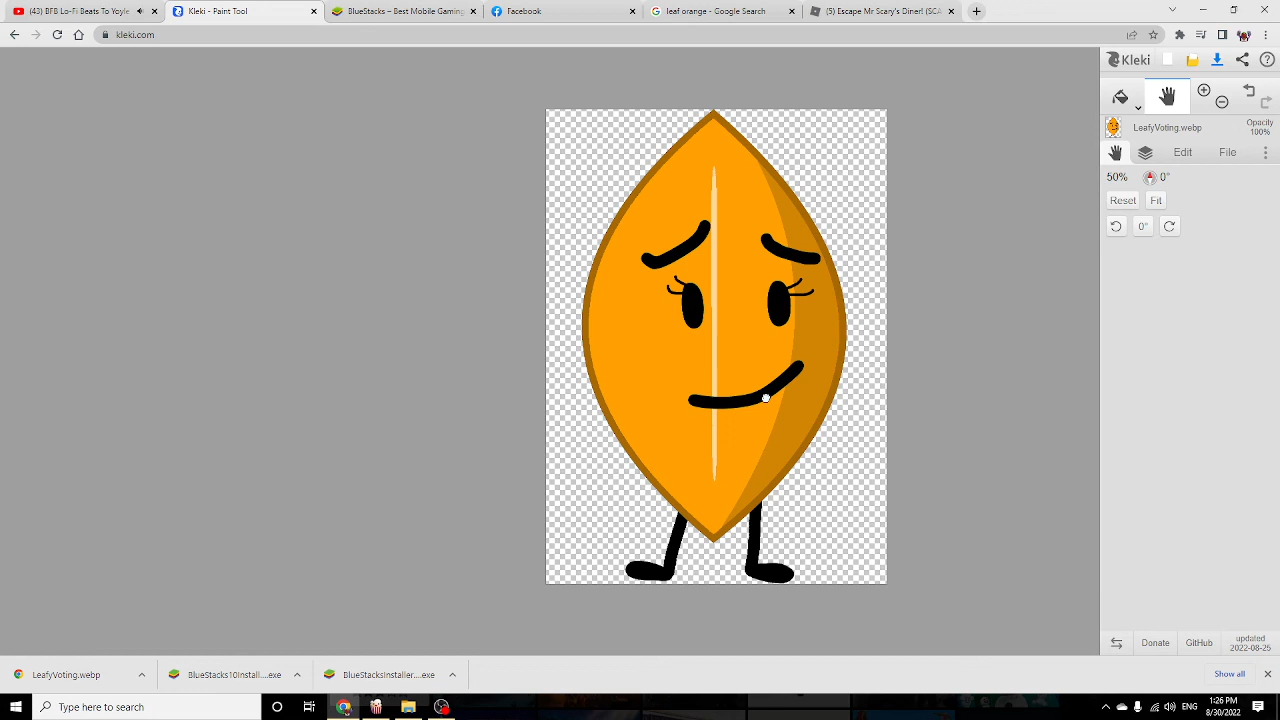 (43) BFB Lo-Fi Beats To Voyle
Kleki - Paint Tool
BlueStacks – Best Mobile Gaming
Facebook
leaf orange - Google Search
(5) Escape Mr Scary's Diner! (SCA
kleki.com
Kleki
LeafyVoting.webp
Opacity
100%
Edit
File
50%
0°
Reset
Fit
0°
Donate
GitHub
updated
2022-08-25
LeafyVoting.webp
BlueStacks10Install....exe
BlueStacksInstaller....exe
Show all
Type here to search
ENG
1:26 PM
8/30/2022